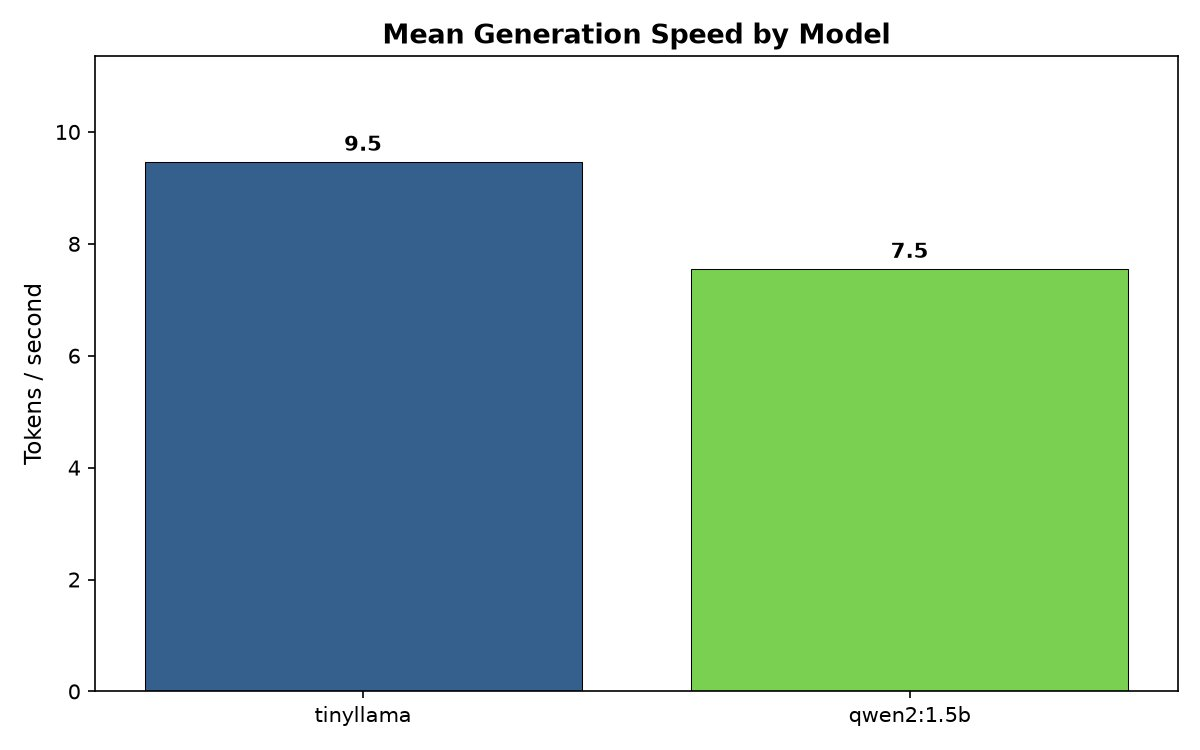 Mean Generation Speed by Model
Tokens / second
10
8
6
4
2
0
9.5
7.5
tinyllama
qwen2:1.5b